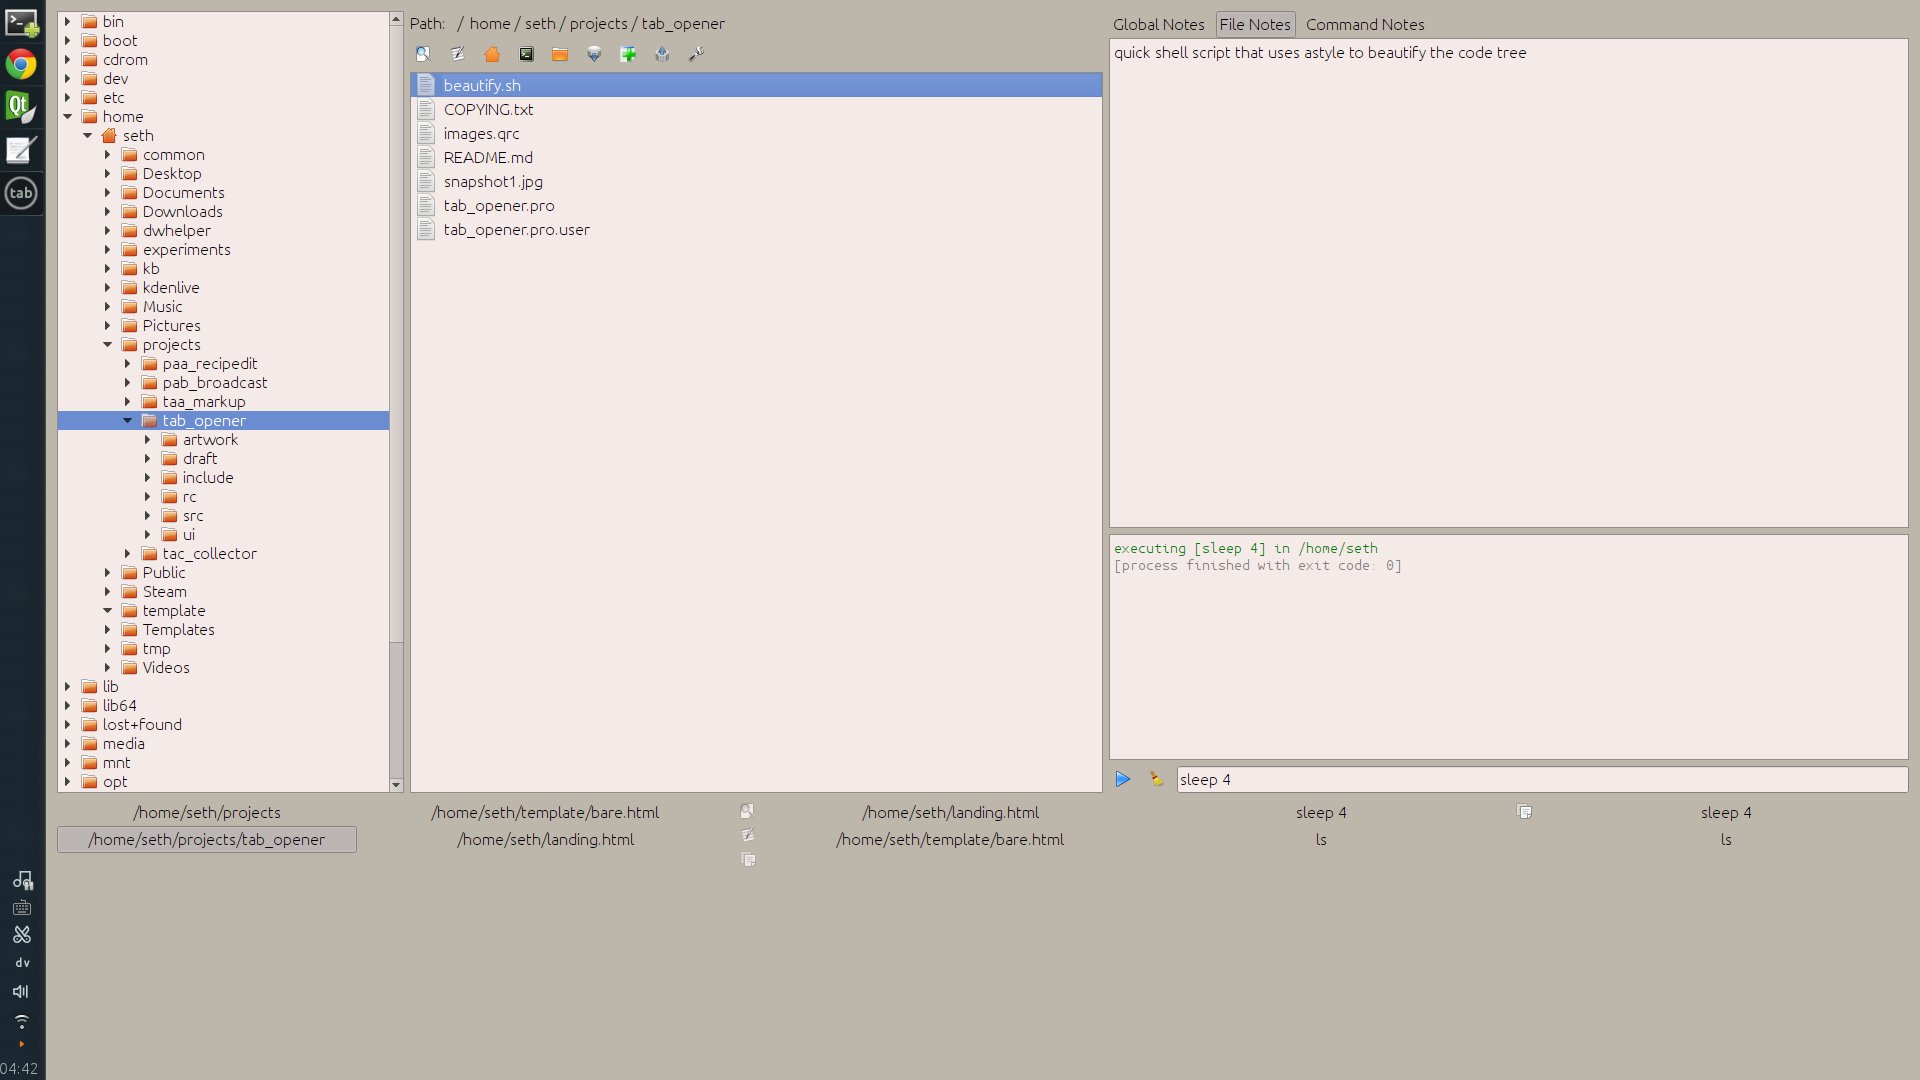 bin
boot
cdrom
dev
etc
home
seth
common
Desktop
Documents
Downloads
dwhelper
experiments
kb
kdenlive
Music
Pictures
projects
paa_recipedit
pab_broadcast
taa_markup
tab_opener
artwork
draft
include
rc
src
ui
tac_collector
Public
Steam
template
Templates
tmp
Videos
lib
lib64
lost+found
media
mnt
opt
Path: / home / seth / projects / tab_opener
beautify.sh
COPYING.txt
images.qrc
README.md
snapshot1.jpg
tab_opener.pro
tab_opener.pro.user
Global Notes File Notes Command Notes
quick shell script that uses astyle to beautify the code tree
executing [sleep 4] in /home/seth
[process finished with exit code: 0]
sleep 4
/home/seth/projects /home/seth/template/bare.html /home/seth/landing.html sleep 4 sleep 4
/home/seth/projects/tab_opener /home/seth/landing.html /home/seth/template/bare.html ls ls
Qt
tab
dv
04:42